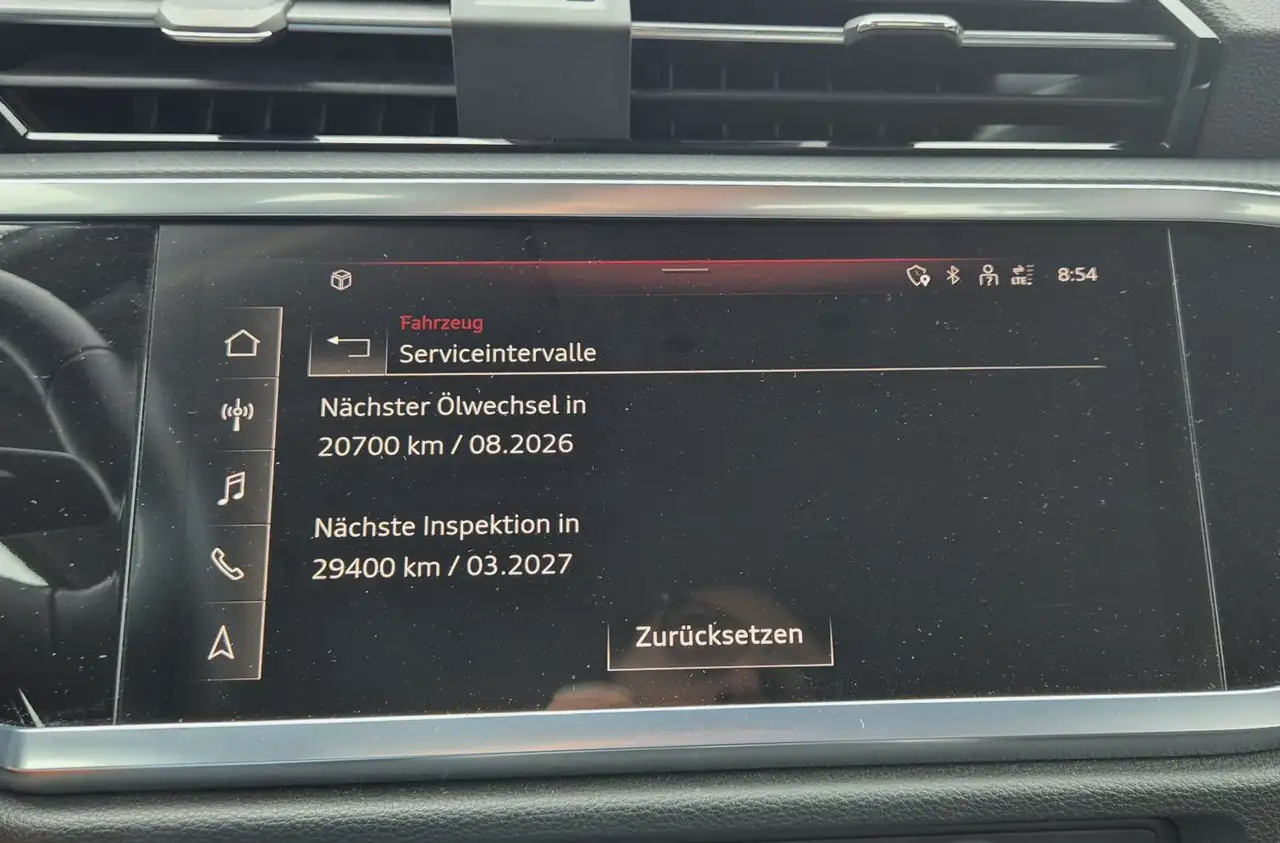 8:54
LTE
Fahrzeug
Serviceintervalle
Nächster Ölwechsel in
20700 km / 08.2026
Nächste Inspektion in
29400 km / 03.2027
Zurücksetzen